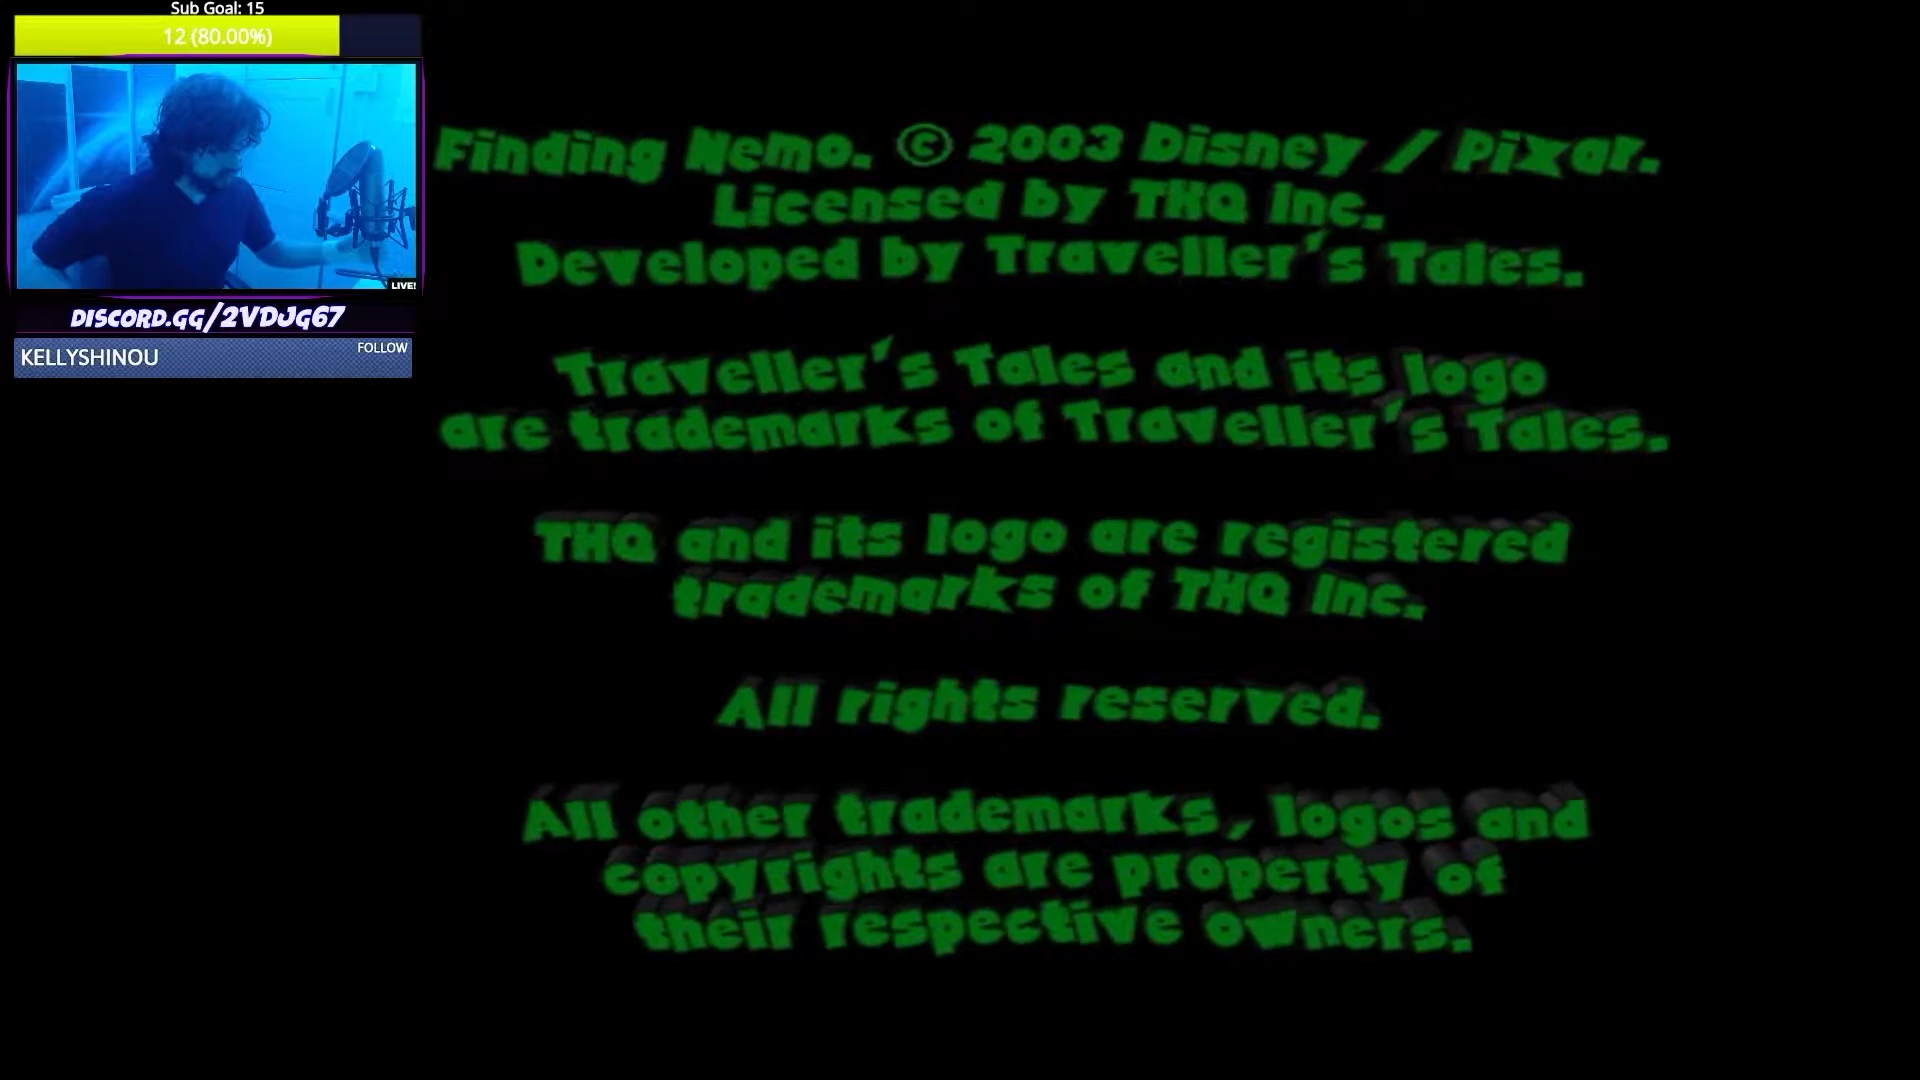 Sub Goal: 15
12 (80.00%)
LIVE!
DISCORD.GG/2VDJG67
KELLYSHINOU
FOLLOW
Finding Nemo. © 2003 Disney / Pixar.
Licensed by THQ Inc.
Developed by Traveller's Tales.
Traveller's Tales and its logo
are trademarks of Traveller's Tales.
THQ and its logo are registered
trademarks of THQ Inc.
All rights reserved.
All other trademarks, logos and
copyrights are property of
their respective owners.